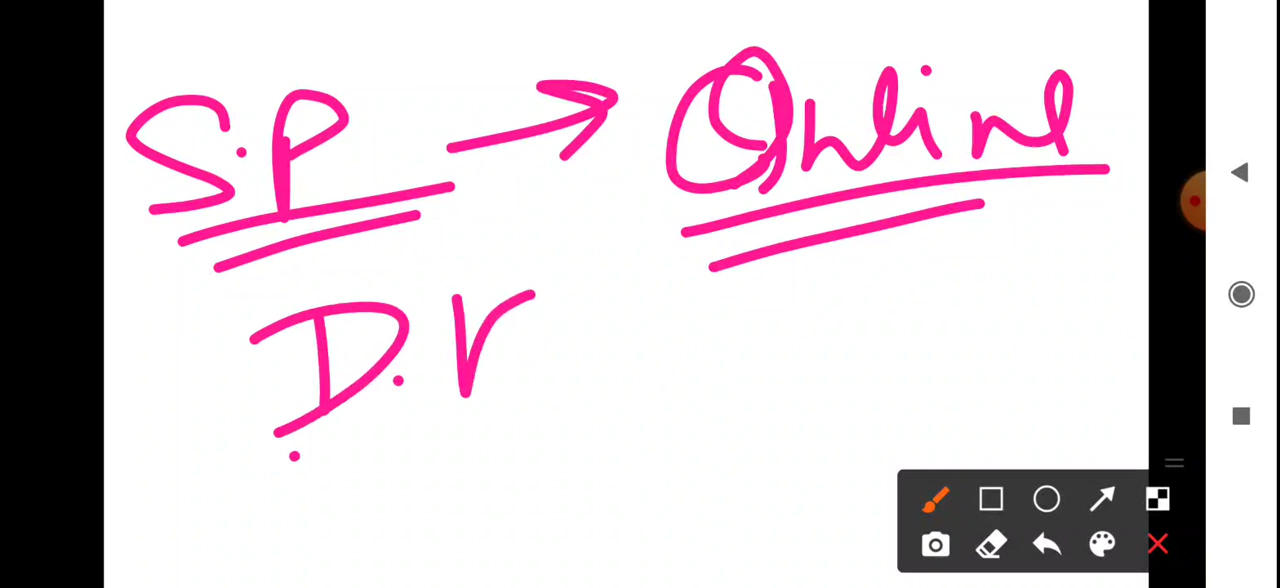 S.P → Online
D.V